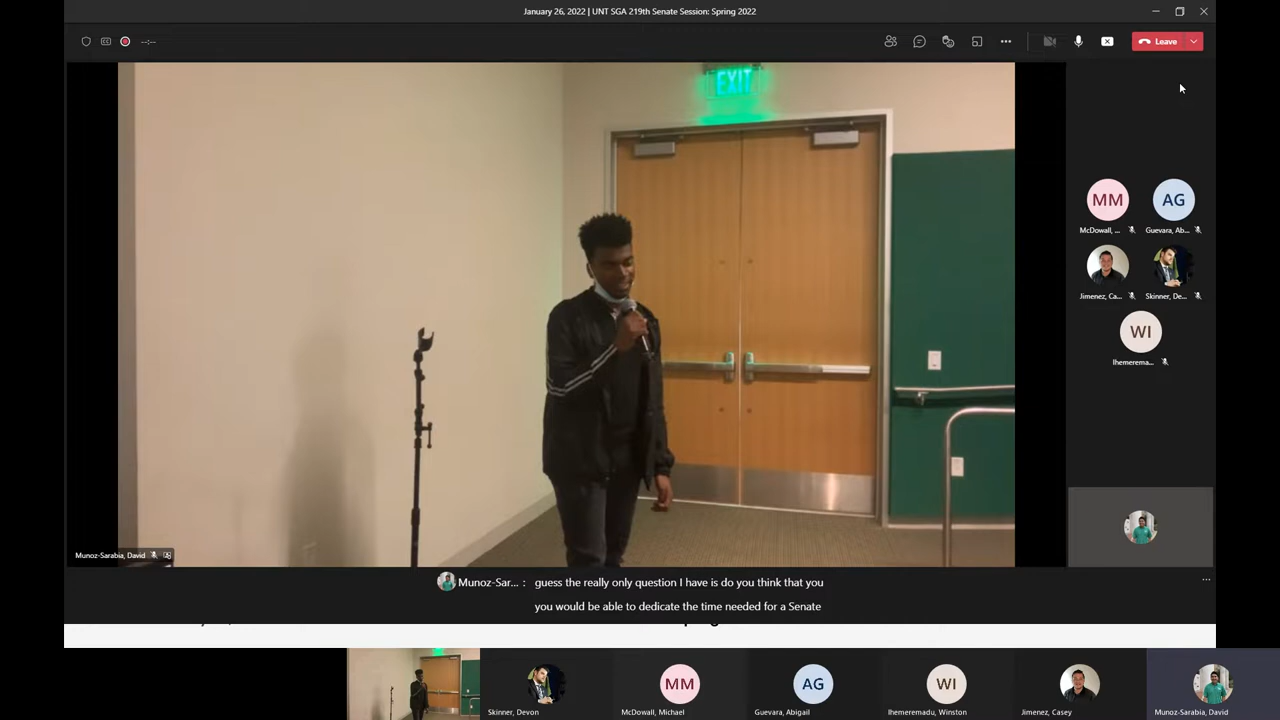 January 26, 2022 | UNT SGA 219th Senate Session: Spring 2022
CC
--:--
Leave
EXIT
MM
AG
McDowall, ...
Guevara, Ab...
Jimenez, Ca...
Skinner, De...
WI
Ihemerema...
Munoz-Sarabia, David
Munoz-Sar... : guess the really only question I have is do you think that you
you would be able to dedicate the time needed for a Senate
MM
AG
WI
Skinner, Devon
McDowall, Michael
Guevara, Abigail
Ihemeremadu, Winston
Jimenez, Casey
Munoz-Sarabia, David